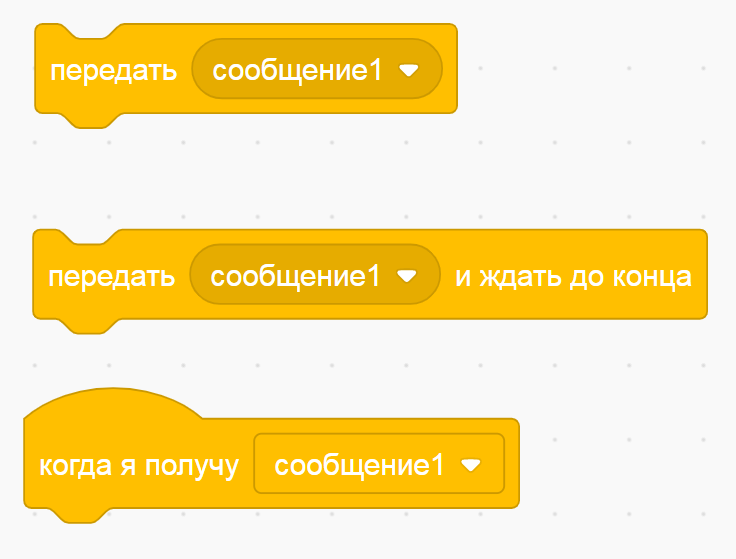 передать сообщение1
передать сообщение1 и ждать до конца
когда я получу сообщение1